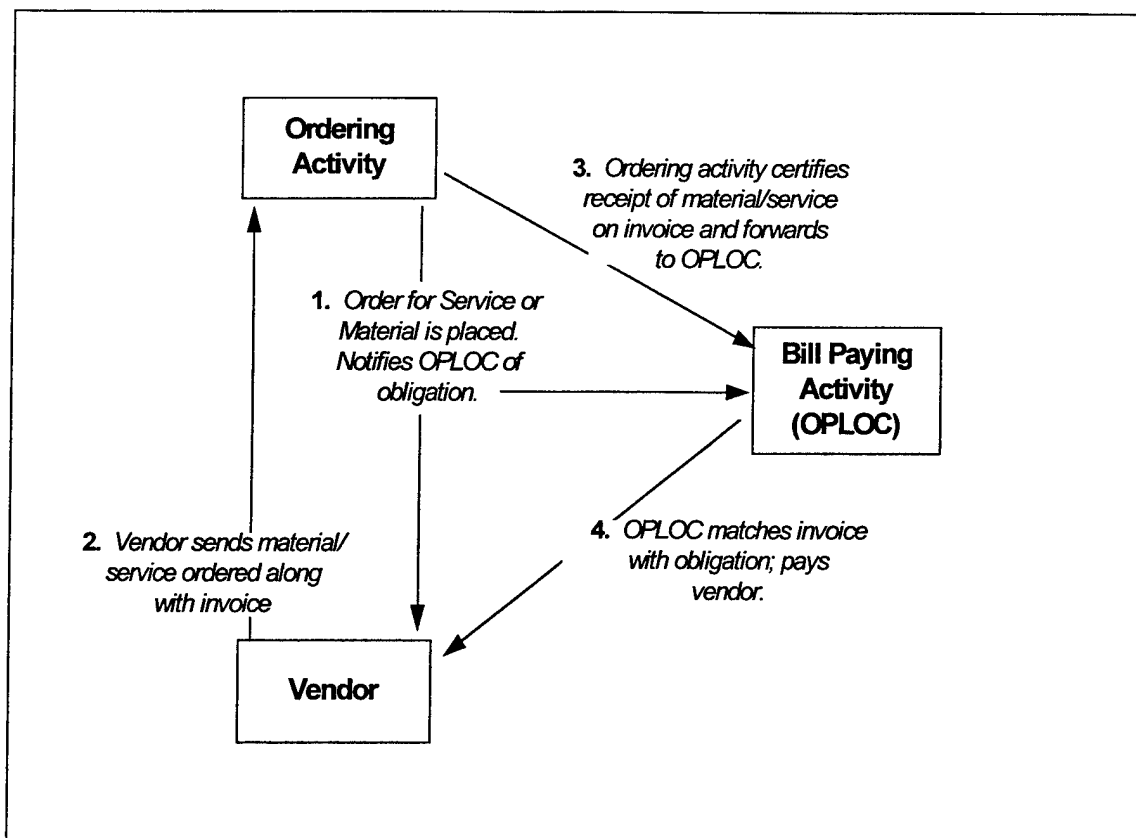 Ordering
Activity
3. Ordering activity certifies
receipt of material/service
on invoice and forwards
to OPLOC.
1. Order for Service or
Material is placed.
Notifies OPLOC of
obligation.
Bill Paying
Activity
(OPLOC)
2. Vendor sends material/
service ordered along
with invoice
4. OPLOC matches invoice
with obligation; pays
vendor.
Vendor